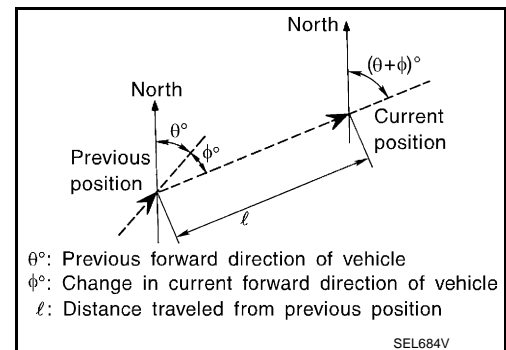 North
(θ+ϕ)°
North
θ°
ϕ°
Current
position
Previous
position
ℓ
θ°: Previous forward direction of vehicle
ϕ°: Change in current forward direction of vehicle
ℓ: Distance traveled from previous position
SEL684V